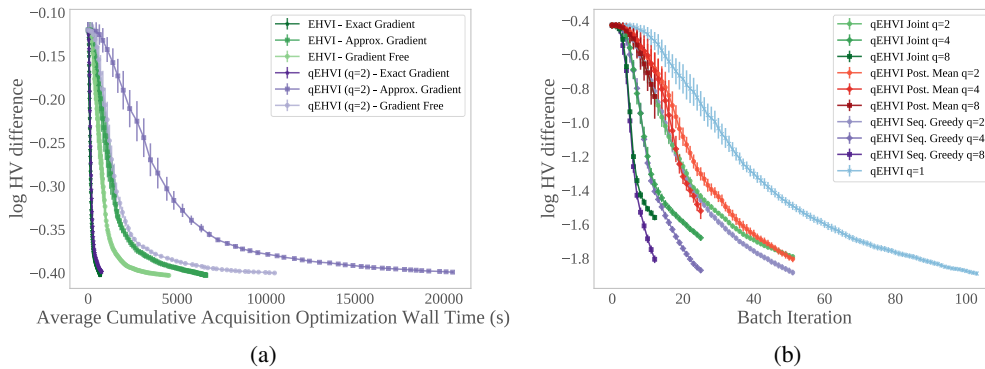 −0.10
−0.15
−0.20
−0.25
−0.30
−0.35
−0.40
log HV difference
EHVI - Exact Gradient
EHVI - Approx. Gradient
EHVI - Gradient Free
qEHVI (q=2) - Exact Gradient
qEHVI (q=2) - Approx. Gradient
qEHVI (q=2) - Gradient Free
0 5000 10000 15000 20000
Average Cumulative Acquisition Optimization Wall Time (s)
(a)
−0.4
−0.6
−0.8
−1.0
−1.2
−1.4
−1.6
−1.8
log HV difference
qEHVI Joint q=2
qEHVI Joint q=4
qEHVI Joint q=8
qEHVI Post. Mean q=2
qEHVI Post. Mean q=4
qEHVI Post. Mean q=8
qEHVI Seq. Greedy q=2
qEHVI Seq. Greedy q=4
qEHVI Seq. Greedy q=8
qEHVI q=1
0 20 40 60 80 100
Batch Iteration
(b)